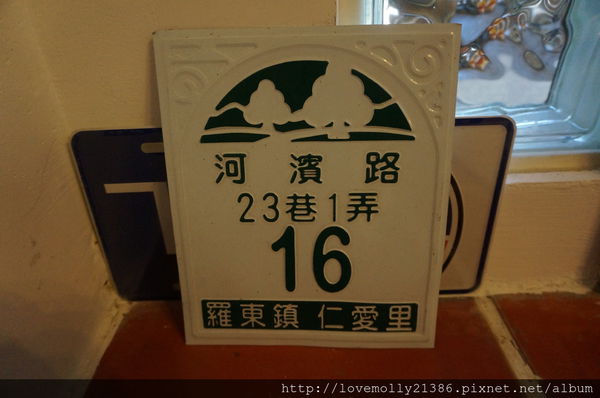 河濱路
23巷1弄
16
羅東鎮 仁愛里
http://lovemolly21386.pixnet.net/album